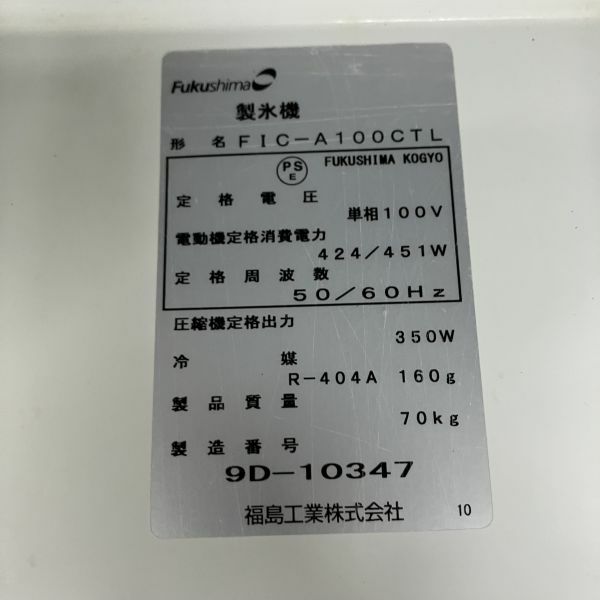 Fukushima
製氷機
形名 FIC-A100CTL
PS E FUKUSHIMA KOGYO
定格電圧
単相100V
電動機定格消費電力
424/451W
定格周波数
50/60Hz
圧縮機定格出力
350W
冷媒
R-404A 160g
製品質量
70kg
製造番号
9D-10347
福島工業株式会社 10